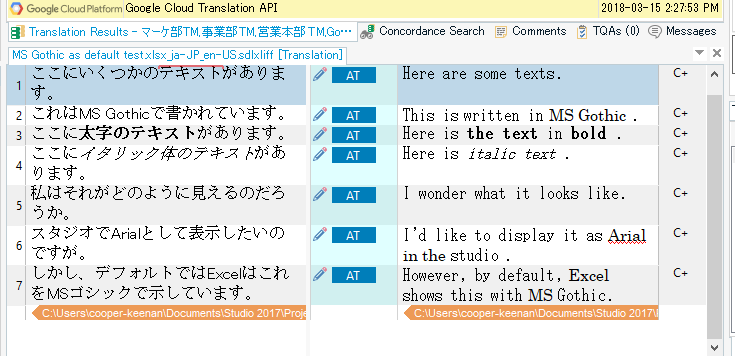 Google Cloud Platform Google Cloud Translation API 2018-03-15 2:27:53 PM
Translation Results - マーケ部TM,事業部TM,営業本部TM,Go... Concordance Search Comments TQAs (0) Messages
MS Gothic as default test.xlsx_ja-JP_en-US.sdlxliff [Translation]
1 ここにいくつかのテキストがありま AT Here are some texts. C+
す。
2 これはMS Gothicで書かれています。 AT This is written in MS Gothic . C+
3 ここに太字のテキストがあります。 AT Here is the text in bold . C+
4 ここにイタリック体のテキストがあ AT Here is italic text . C+
ります。
5 私はそれがどのように見えるのだろ AT I wonder what it looks like. C+
うか。
6 スタジオでArialとして表示したいの AT I'd like to display it as Arial C+
ですが。 in the studio .
7 しかし、デフォルトではExcelはこれ AT However, by default, Excel C+
をMSゴシックで示しています。 shows this with MS Gothic.
C:\Users\cooper-keenan\Documents\Studio 2017\Proje C:\Users\cooper-keenan\Documents\Studio 2017\